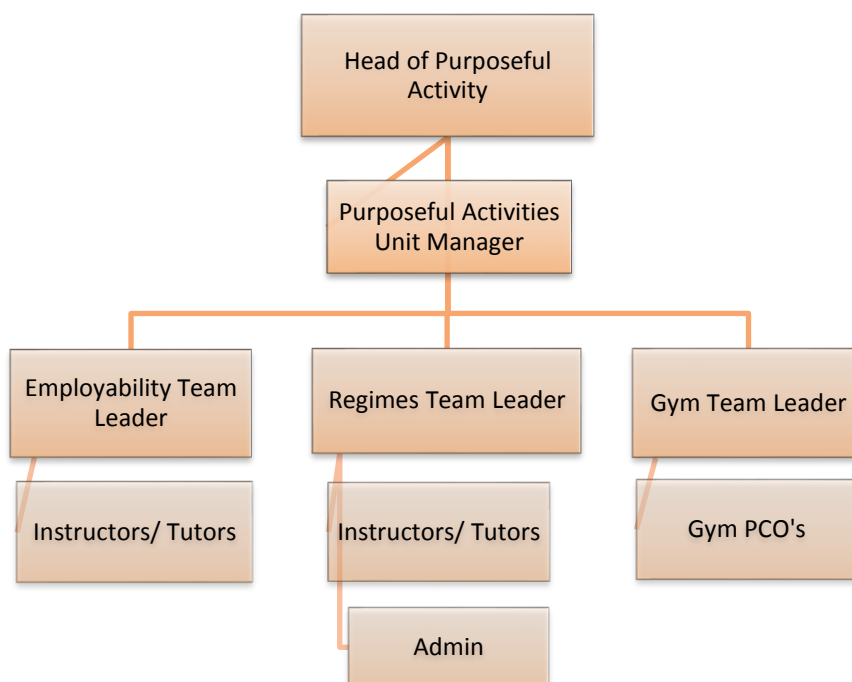 Head of Purposeful
Activity
Purposeful Activities
Unit Manager
Employability Team
Leader
Regimes Team Leader
Gym Team Leader
Instructors/ Tutors
Instructors/ Tutors
Gym PCO's
Admin